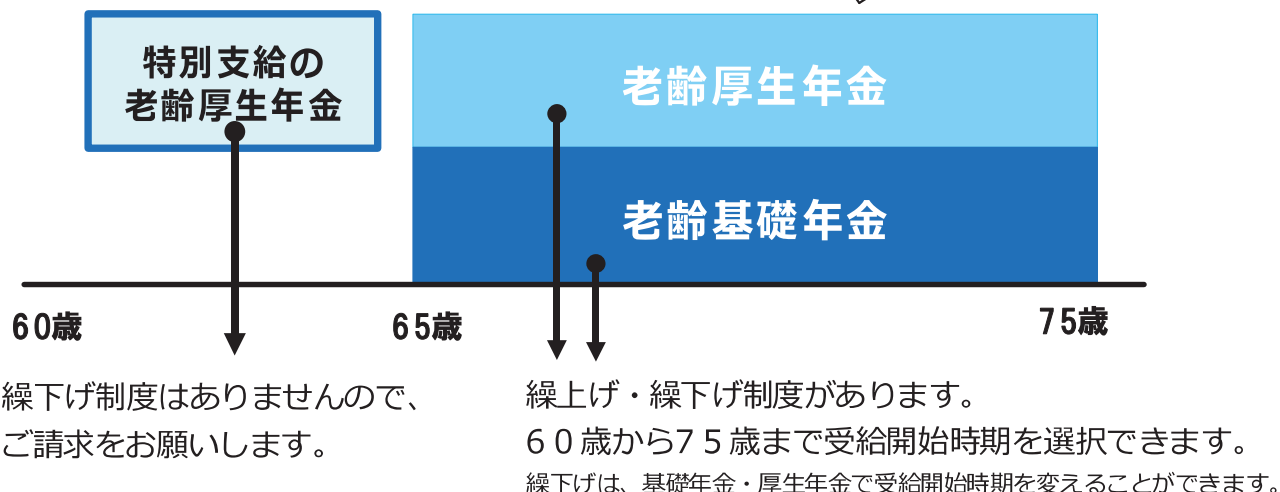 特別支給の
老齢厚生年金
老齢厚生年金
老齢基礎年金
60歳
65歳
75歳
繰下げ制度はありませんので、
ご請求をお願いします。
繰上げ・繰下げ制度があります。
６０歳から７５歳まで受給開始時期を選択できます。
繰下げは、基礎年金・厚生年金で受給開始時期を変えることができます。